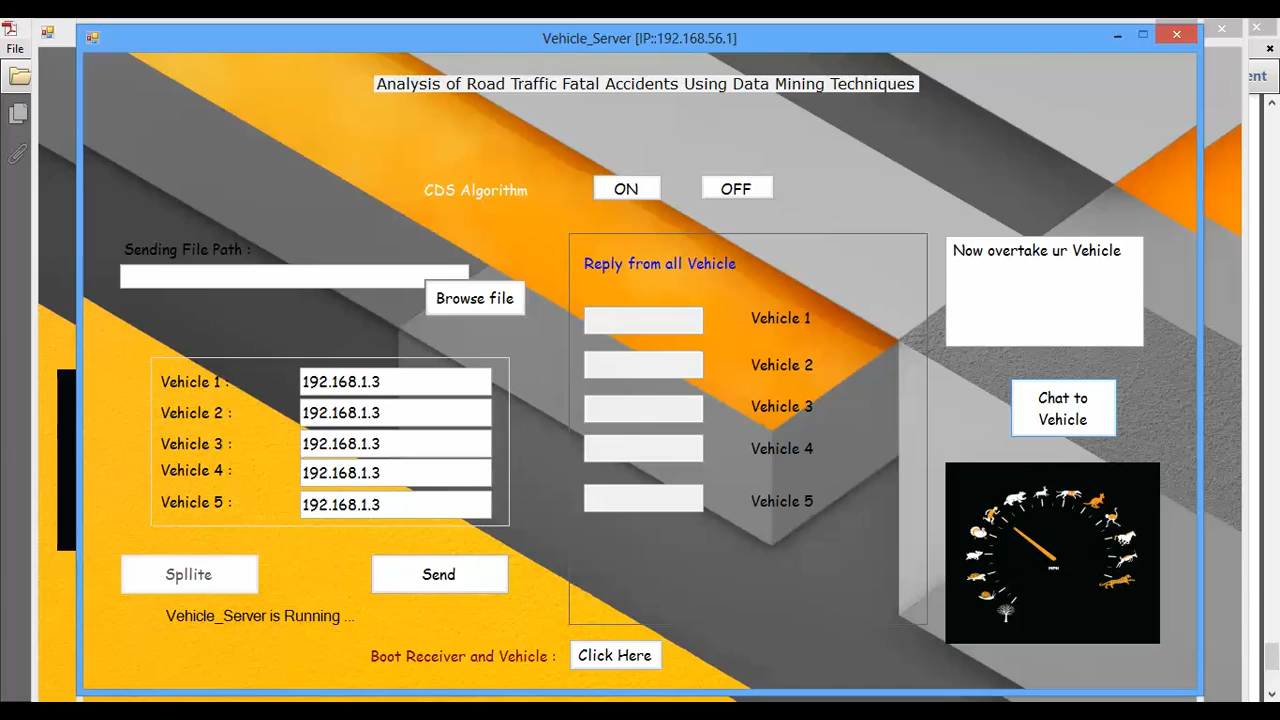 Vehicle_Server [IP::192.168.56.1]
File
ent
Analysis of Road Traffic Fatal Accidents Using Data Mining Techniques
CDS Algorithm
ON
OFF
Sending File Path :
Browse file
Reply from all Vehicle
Now overtake ur Vehicle
Vehicle 1
Vehicle 2
Vehicle 3
Vehicle 4
Vehicle 5
Vehicle 1 : 192.168.1.3
Vehicle 2 : 192.168.1.3
Vehicle 3 : 192.168.1.3
Vehicle 4 : 192.168.1.3
Vehicle 5 : 192.168.1.3
Chat to
Vehicle
MPH
Spllite
Send
Vehicle_Server is Running ...
Boot Receiver and Vehicle :
Click Here